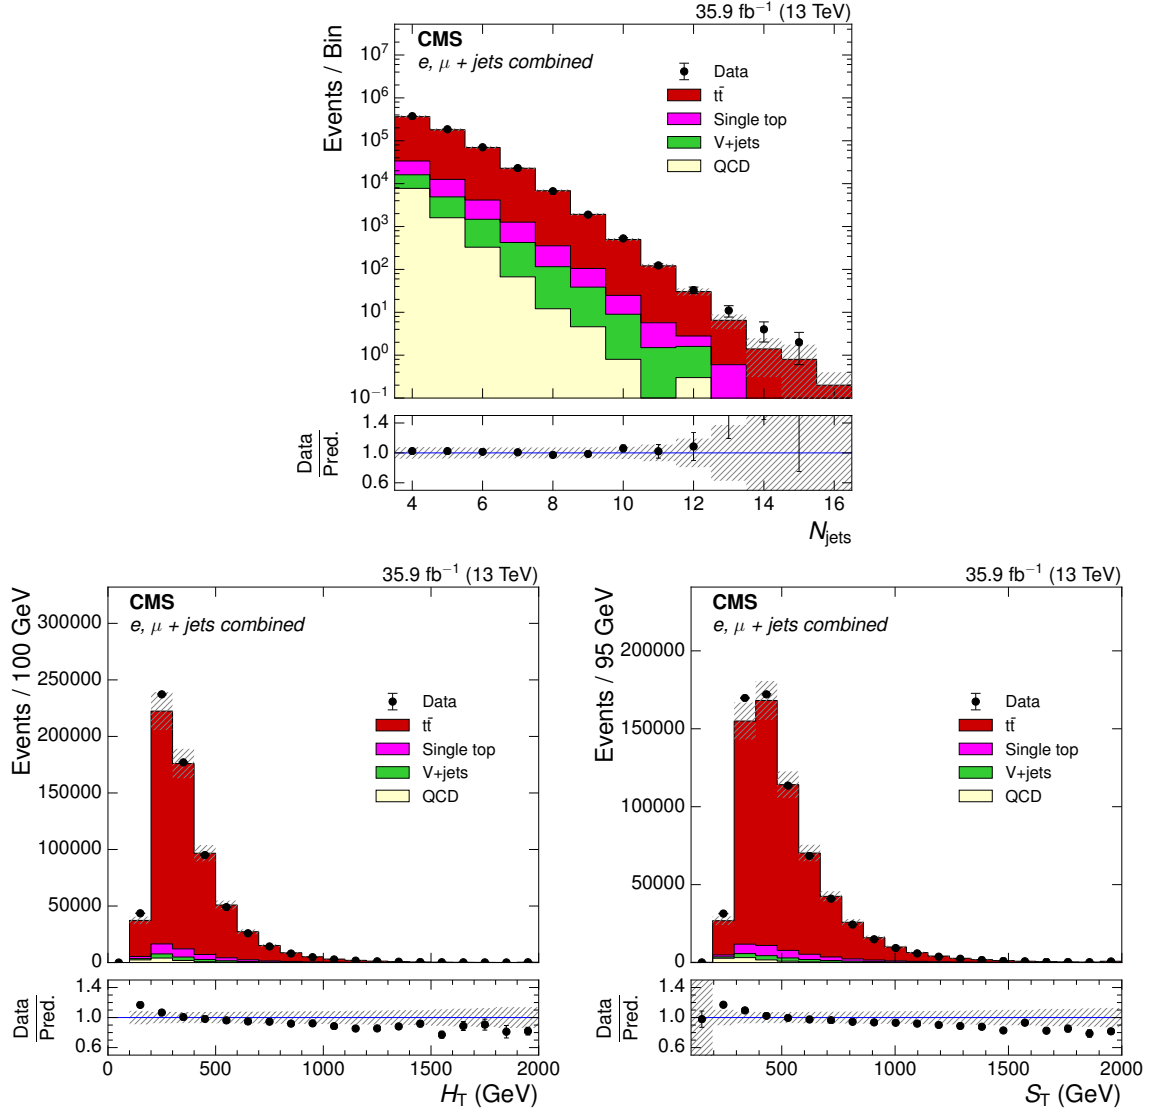 35.9 fb⁻¹ (13 TeV)
CMS
e, μ + jets combined
Events / Bin
10⁷
10⁶
10⁵
10⁴
10³
10²
10¹
10⁰
10⁻¹
Data
tt̄
Single top
V+jets
QCD
Data
Pred.
1.4
1.0
0.6
4 6 8 10 12 14 16
N_jets
35.9 fb⁻¹ (13 TeV)
CMS
e, μ + jets combined
Events / 100 GeV
300000
250000
200000
150000
100000
50000
0
Data
tt̄
Single top
V+jets
QCD
Data
Pred.
1.4
1.0
0.6
0 500 1000 1500 2000
H_T (GeV)
35.9 fb⁻¹ (13 TeV)
CMS
e, μ + jets combined
Events / 95 GeV
200000
150000
100000
50000
0
Data
tt̄
Single top
V+jets
QCD
Data
Pred.
1.4
1.0
0.6
500 1000 1500 2000
S_T (GeV)